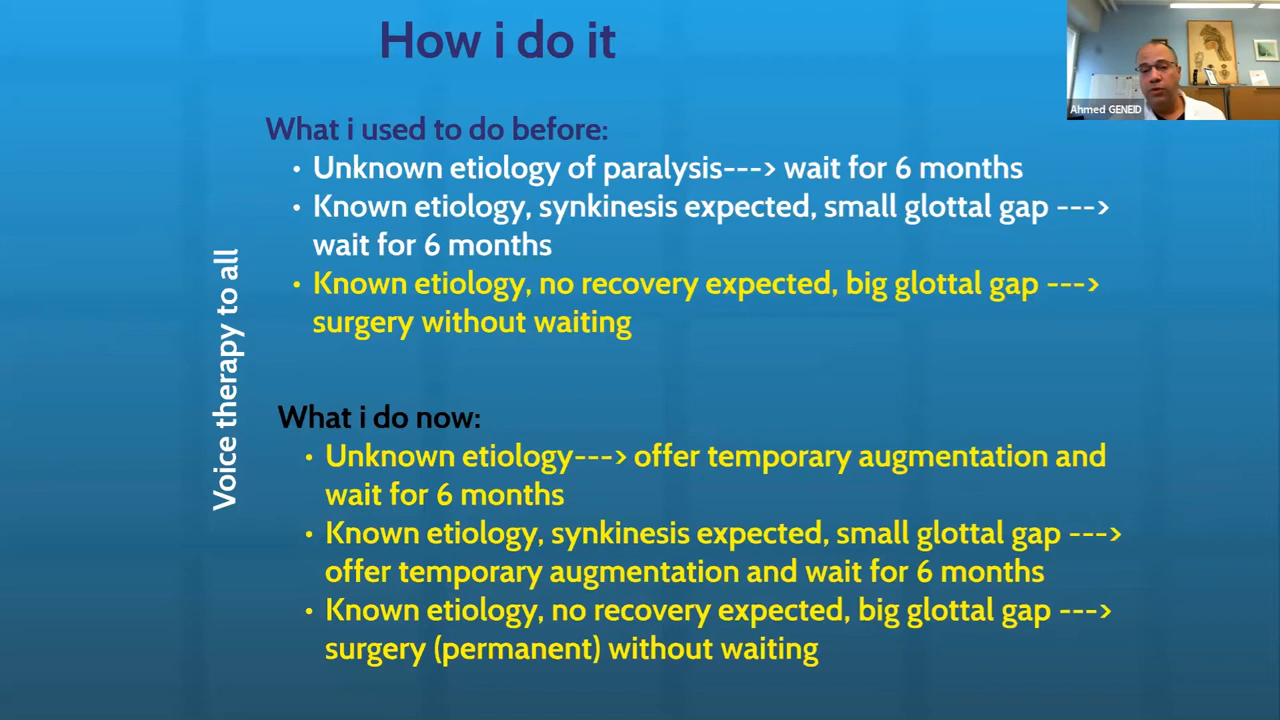 How i do it
Ahmed GENEID
What i used to do before:
• Unknown etiology of paralysis---> wait for 6 months
• Known etiology, synkinesis expected, small glottal gap --->
wait for 6 months
• Known etiology, no recovery expected, big glottal gap --->
surgery without waiting
Voice therapy to all
What i do now:
• Unknown etiology---> offer temporary augmentation and
wait for 6 months
• Known etiology, synkinesis expected, small glottal gap --->
offer temporary augmentation and wait for 6 months
• Known etiology, no recovery expected, big glottal gap --->
surgery (permanent) without waiting